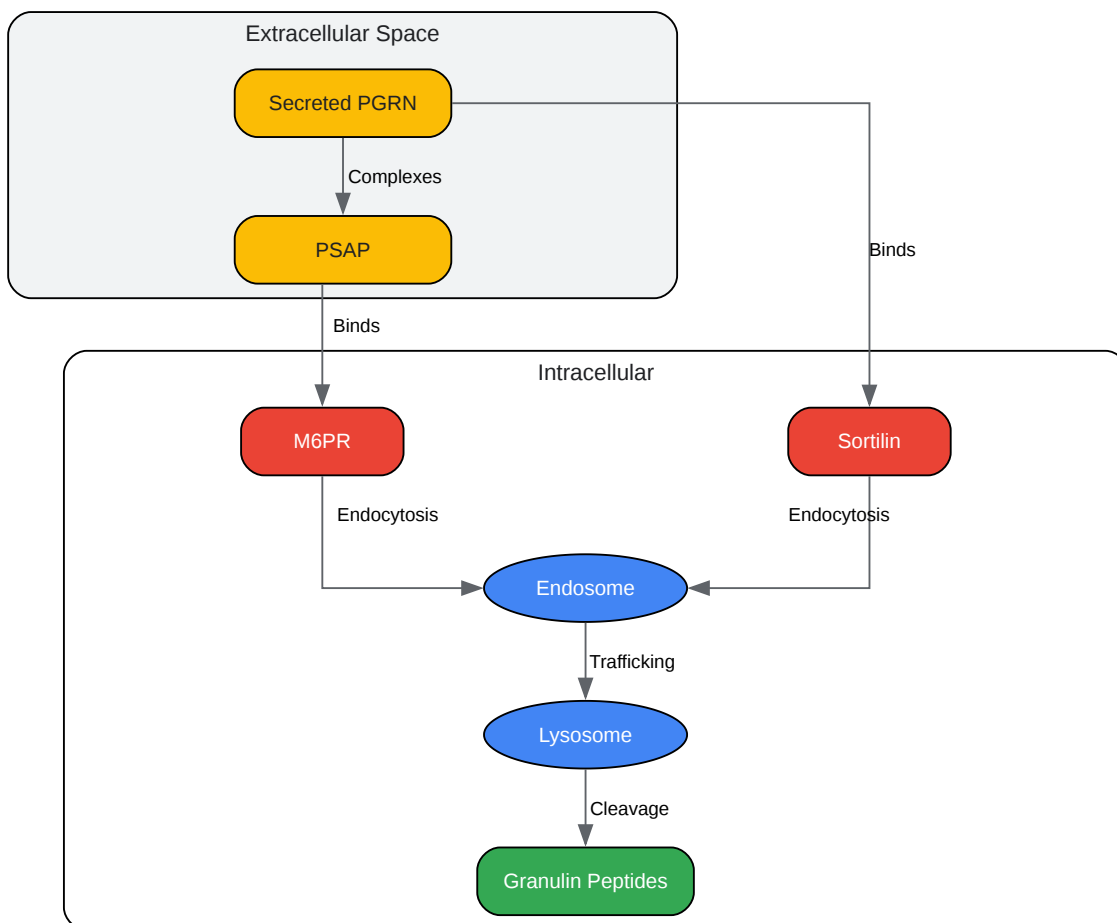 Extracellular Space
Secreted PGRN
Complexes
PSAP
Binds
Binds
Intracellular
M6PR
Sortilin
Endocytosis
Endocytosis
Endosome
Trafficking
Lysosome
Cleavage
Granulin Peptides